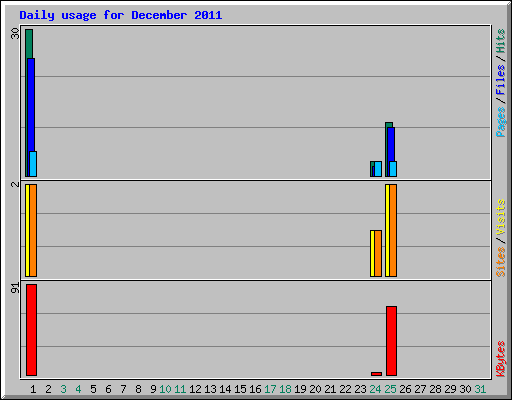 Daily usage for December 2011
30
Pages / Files / Hits
2
Sites / Visits
91
KBytes
1 2 3 4 5 6 7 8 9 10 11 12 13 14 15 16 17 18 19 20 21 22 23 24 25 26 27 28 29 30 31